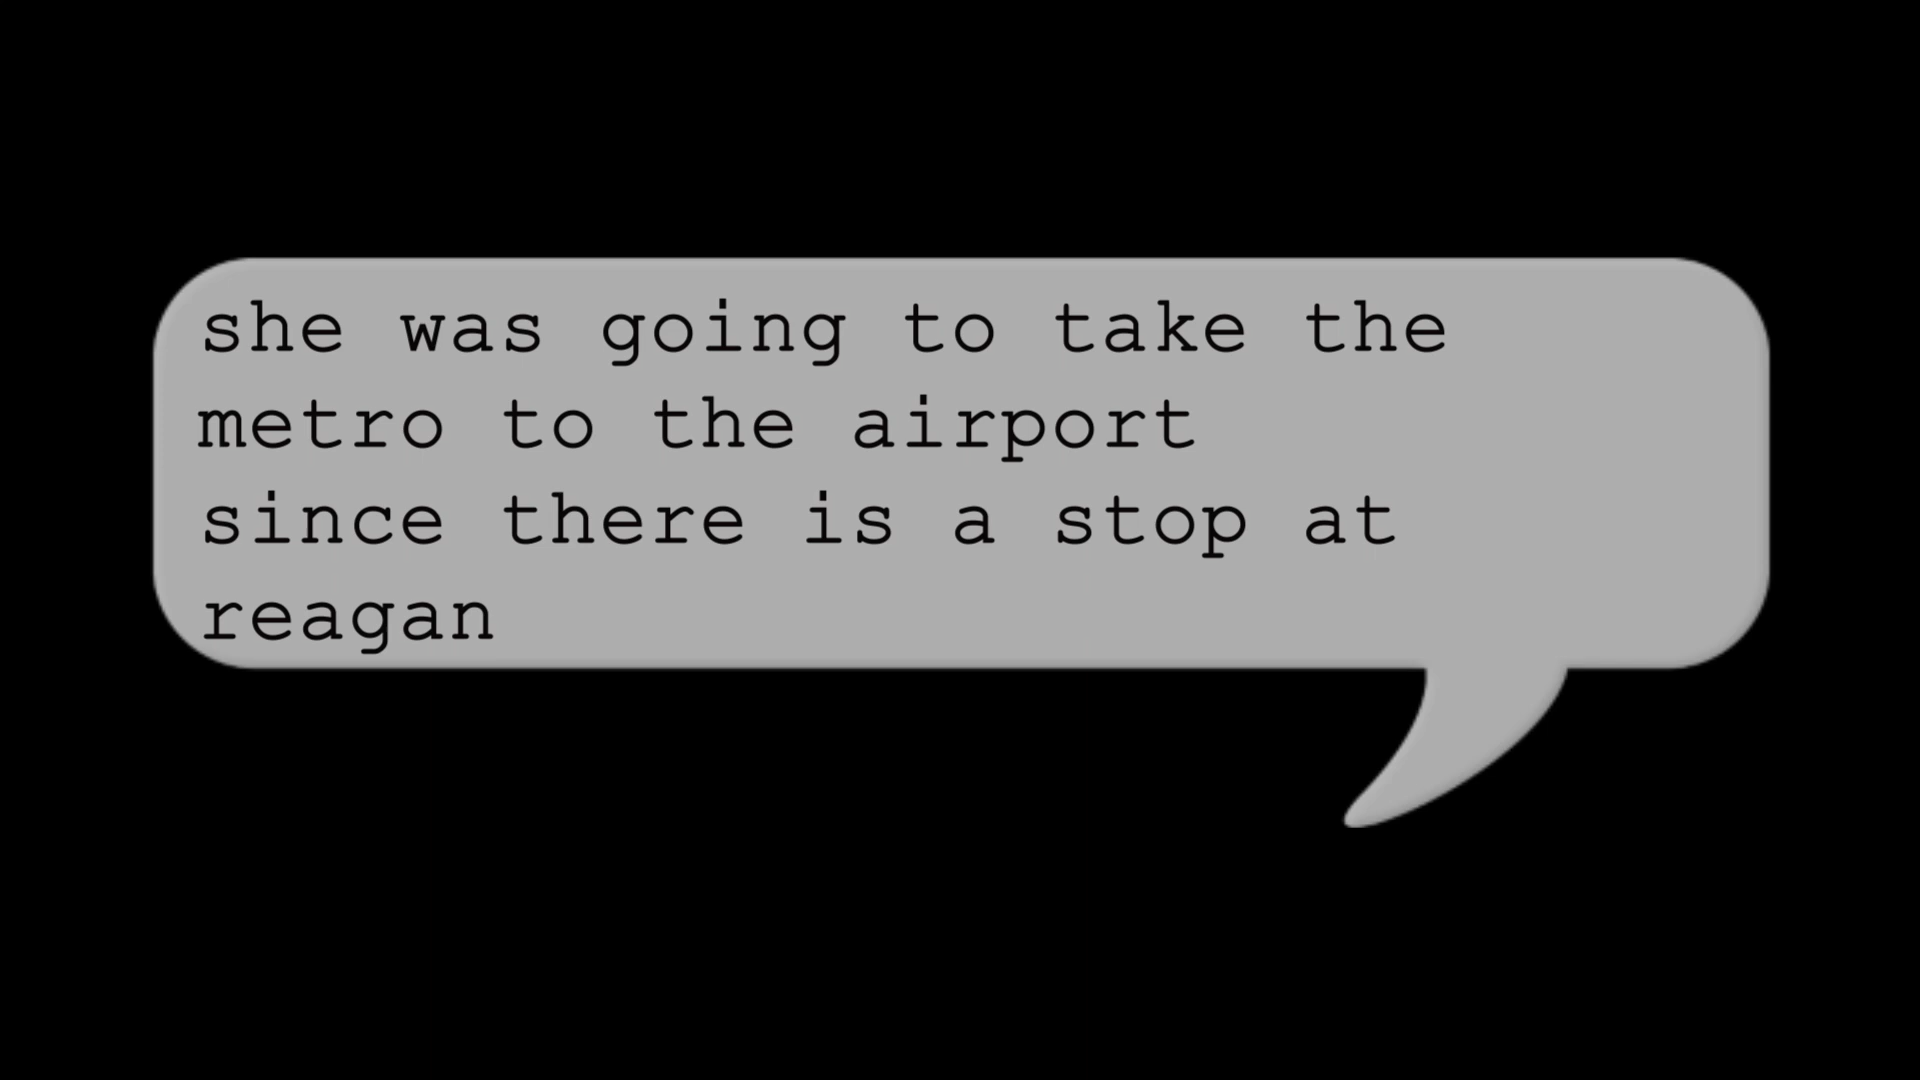 she was going to take the
metro to the airport
since there is a stop at
reagan